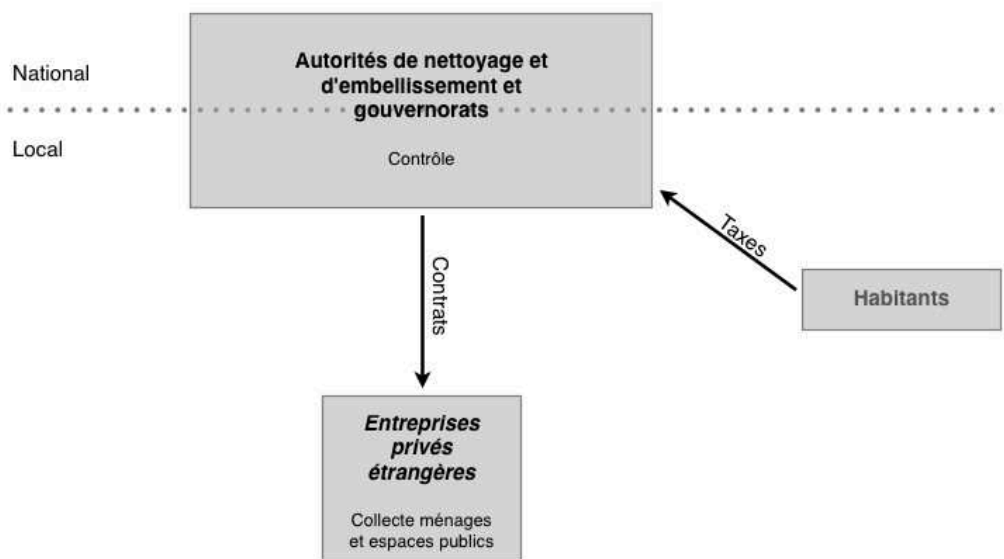 National
Autorités de nettoyage et
d'embellissement et
gouvernorats
Local
Contrôle
Taxes
Contrats
Habitants
Entreprises
privés
étrangères
Collecte ménages
et espaces publics